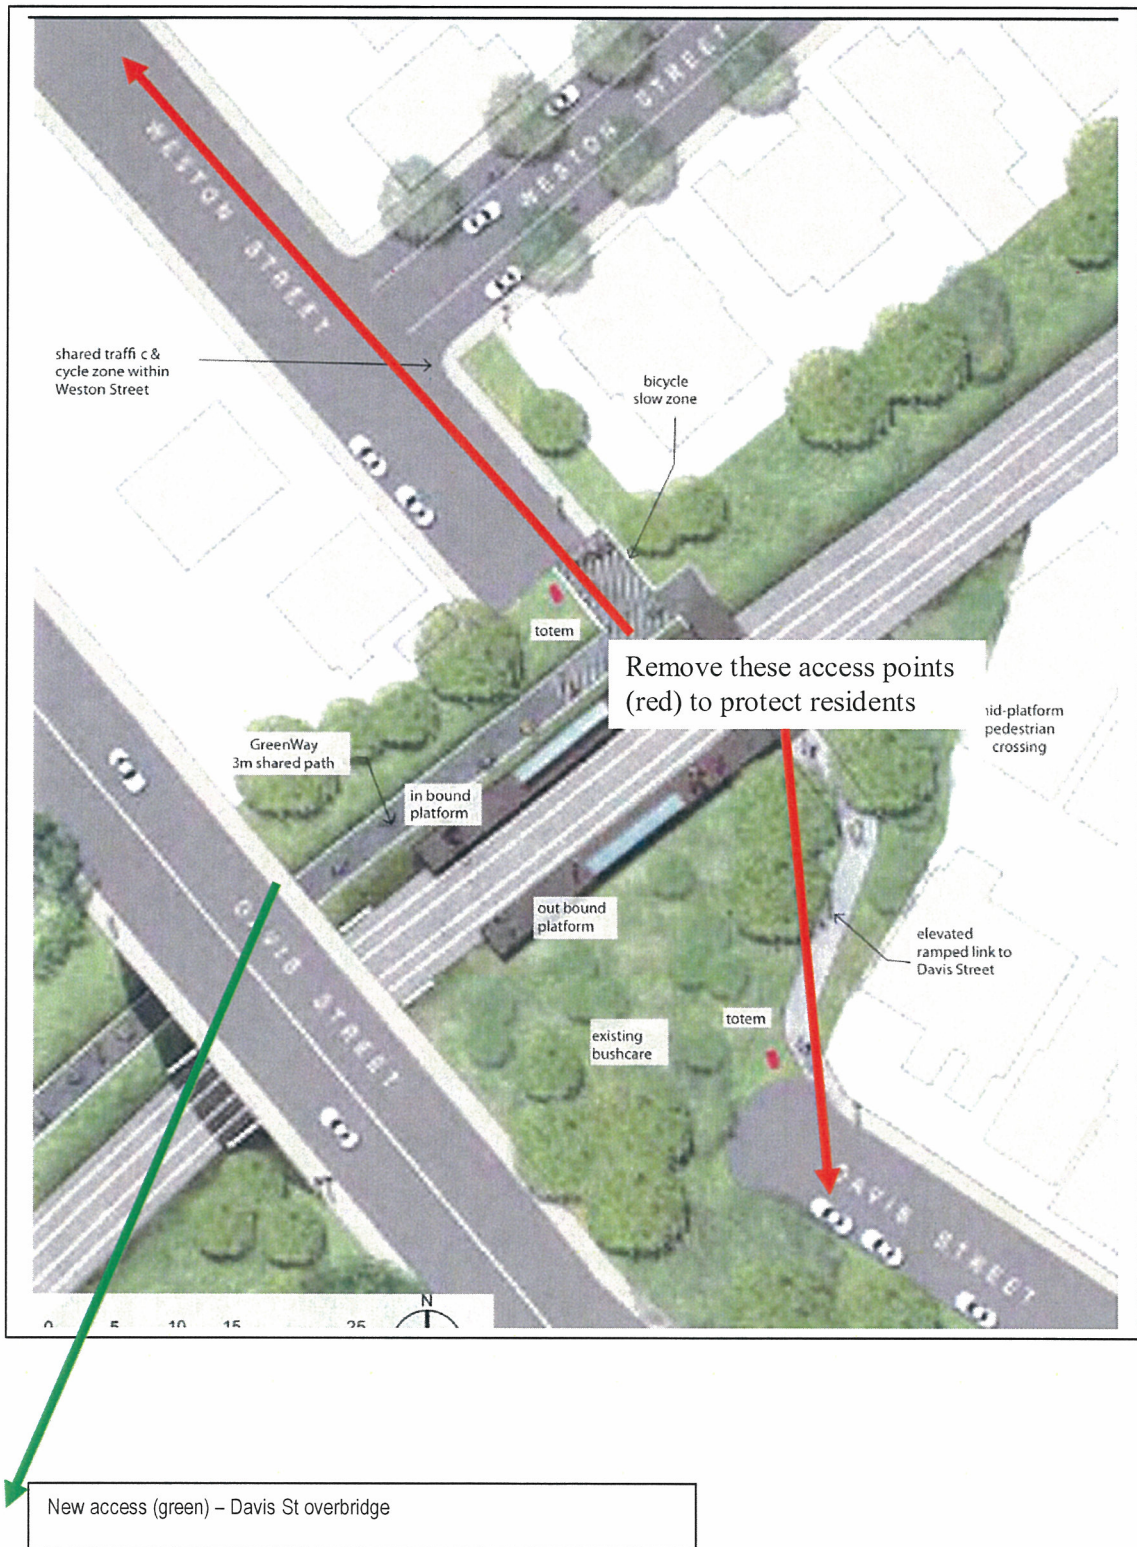 WESTON STREET
WESTON STREET
shared traffi c &
cycle zone within
Weston Street
bicycle
slow zone
totem
Remove these access points
(red) to protect residents
nid-platform
pedestrian
crossing
GreenWay
3m shared path
in bound
platform
out bound
platform
DAVIS STREET
elevated
ramped link to
Davis Street
totem
existing
bushcare
DAVIS STREET
N
0 5 10 15 25
New access (green) – Davis St overbridge